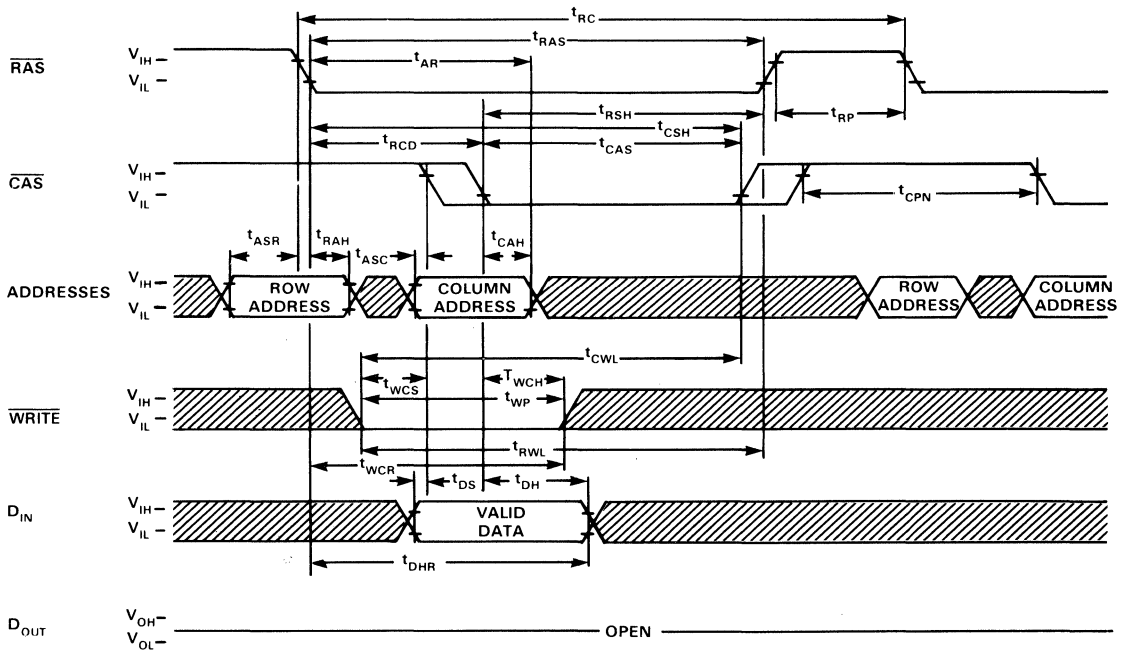 tRC
tRAS
tAR
RAS
VIH
VIL
tRP
tRSH
tCSH
tRCD
tCAS
CAS
VIH
VIL
tCPN
tASR
tRAH
tASC
tCAH
ADDRESSES
VIH
VIL
ROW ADDRESS
COLUMN ADDRESS
ROW ADDRESS
COLUMN ADDRESS
tCWL
tWCS
TWCH
tWP
WRITE
VIH
VIL
tRWL
tWCR
tDS
tDH
DIN
VIH
VIL
VALID DATA
tDHR
DOUT
VOH
VOL
OPEN